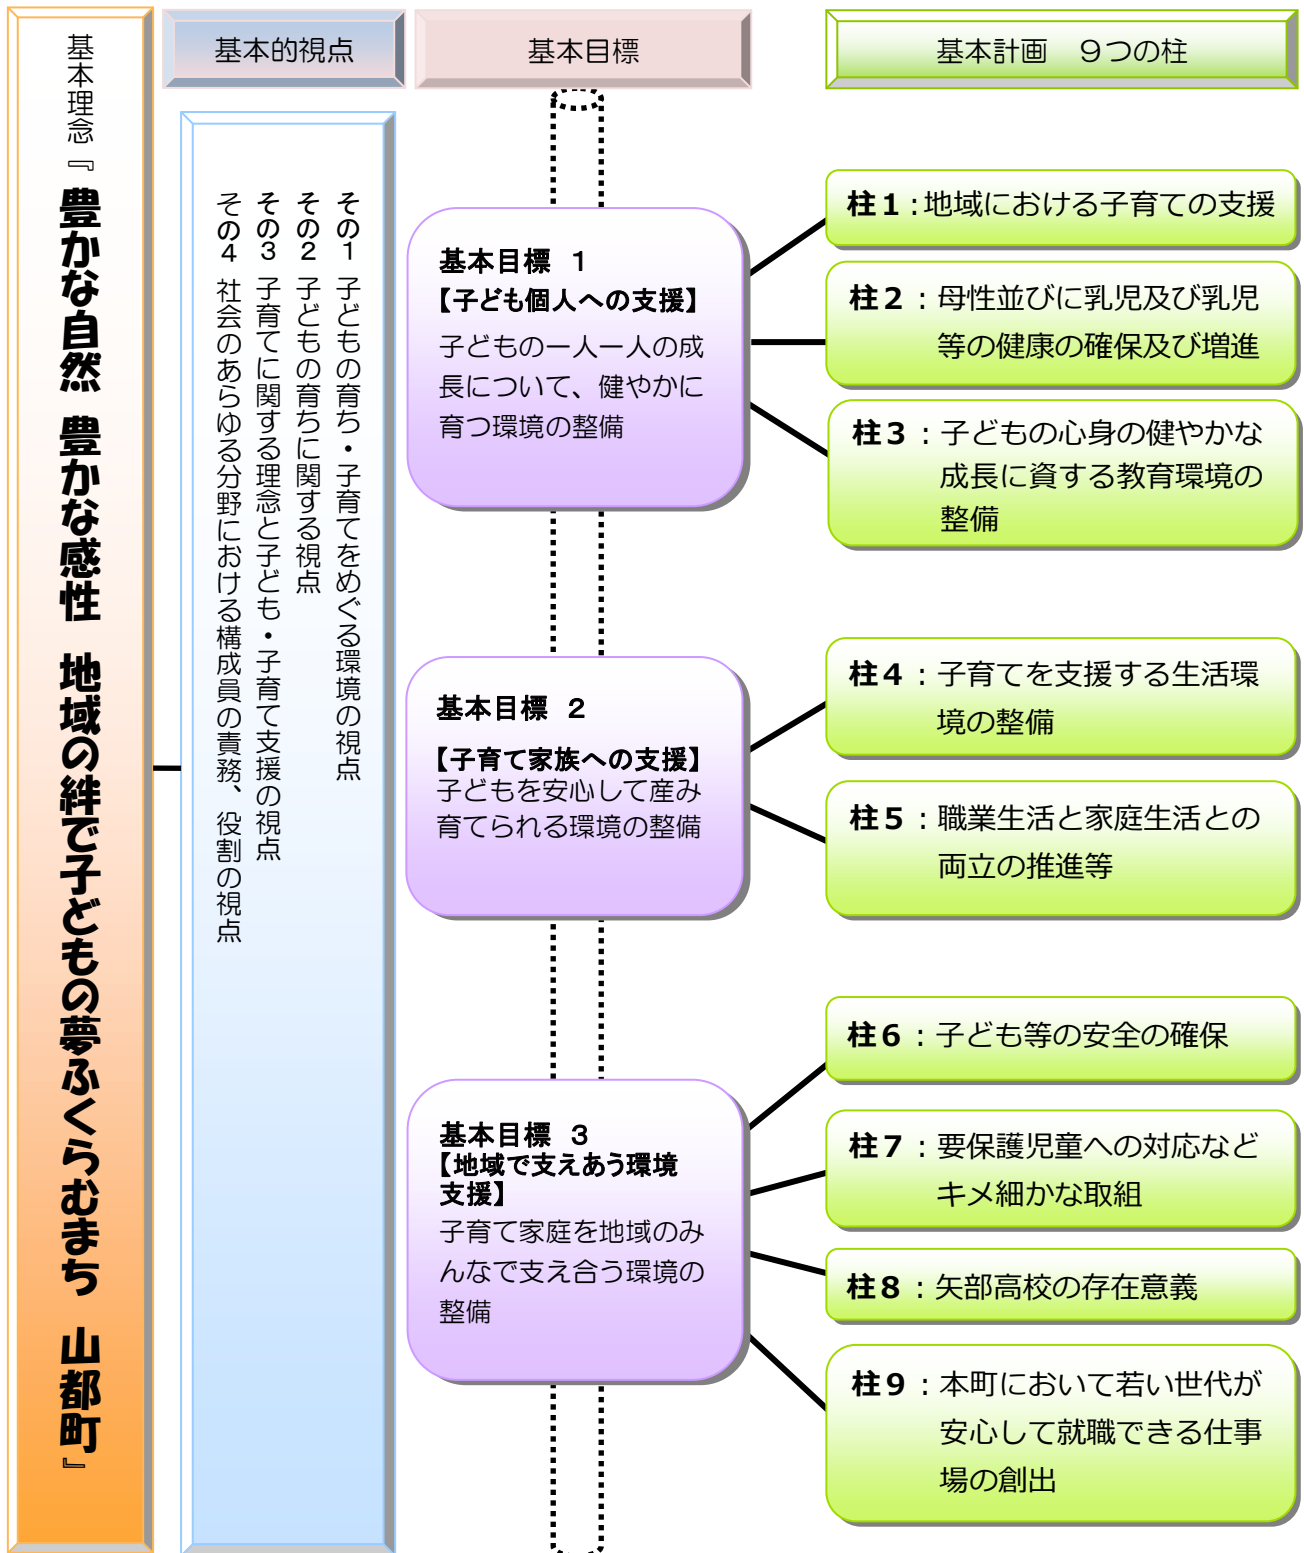 基本理念『豊かな自然 豊かな感性 地域の絆で子どもの夢ふくらむまち 山都町』
基本的視点
その1 子どもの育ち・子育てをめぐる環境の視点
その2 子どもの育ちに関する視点
その3 子育てに関する理念と子ども・子育て支援の視点
その4 社会のあらゆる分野における構成員の責務、役割の視点
基本目標
基本目標 1
【子ども個人への支援】
子どもの一人一人の成
長について、健やかに
育つ環境の整備
基本目標 2
【子育て家族への支援】
子どもを安心して産み
育てられる環境の整備
基本目標 3
【地域で支えあう環境
支援】
子育て家庭を地域のみ
んなで支え合う環境の
整備
基本計画 9つの柱
柱1：地域における子育ての支援
柱2：母性並びに乳児及び乳児
等の健康の確保及び増進
柱3：子どもの心身の健やかな
成長に資する教育環境の
整備
柱4：子育てを支援する生活環
境の整備
柱5：職業生活と家庭生活との
両立の推進等
柱6：子ども等の安全の確保
柱7：要保護児童への対応など
キメ細かな取組
柱8：矢部高校の存在意義
柱9：本町において若い世代が
安心して就職できる仕事
場の創出